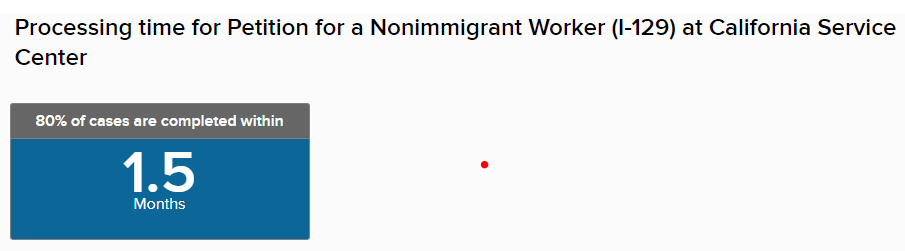 Processing time for Petition for a Nonimmigrant Worker (I-129) at California Service
Center
80% of cases are completed within
1.5
Months